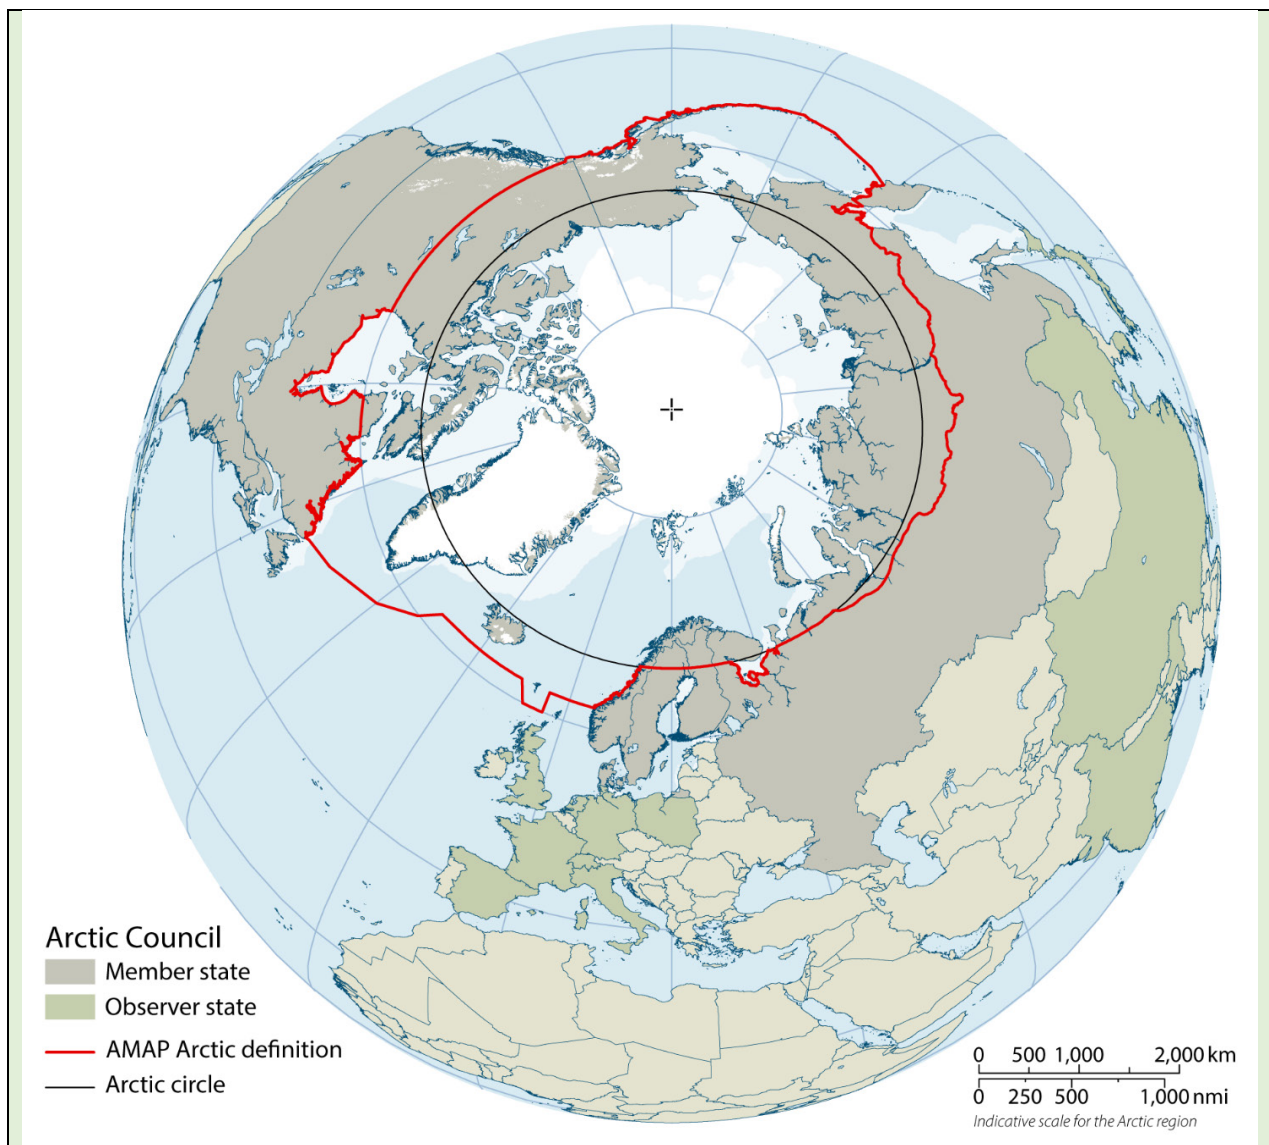 Arctic Council
Member state
Observer state
AMAP Arctic definition
Arctic circle
0 500 1,000 2,000 km
0 250 500 1,000 nmi
Indicative scale for the Arctic region